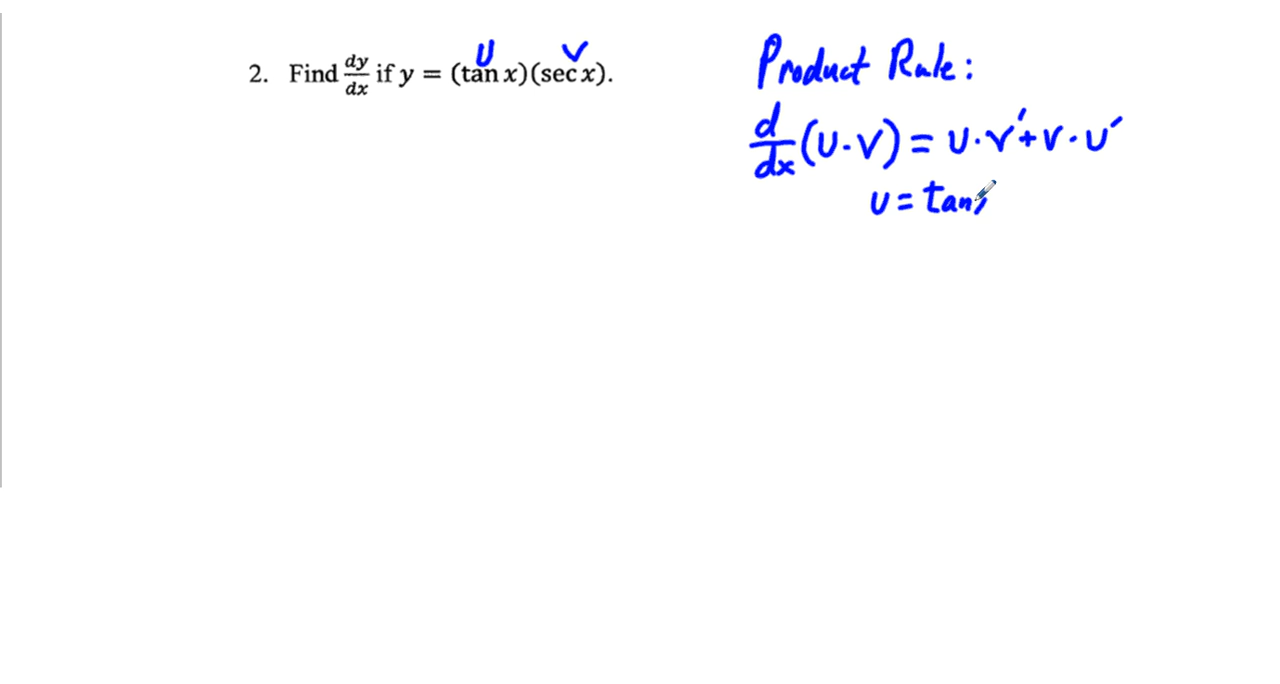 2. Find dy/dx if y = (tan x)(sec x).
U V
Product Rule:
d/dx (U · V) = U · V' + V · U'
U = tan